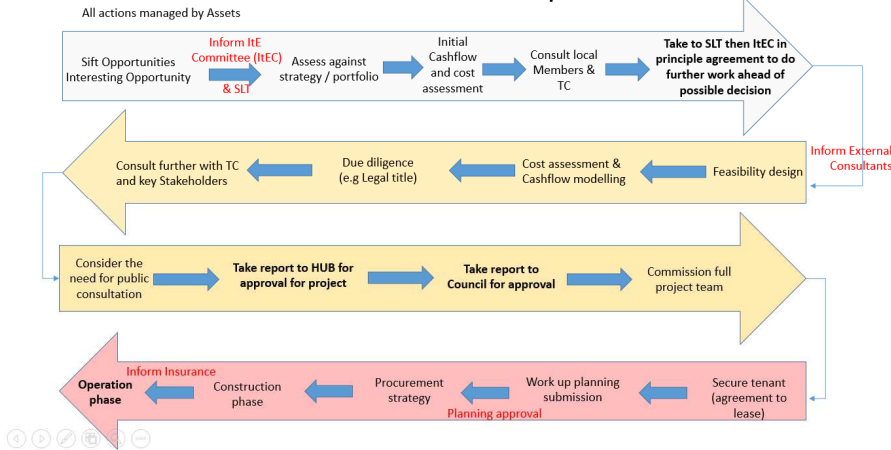 All actions managed by Assets
Sift Opportunities
Interesting Opportunity
Inform ItE
Committee (ItEC)
& SLT
Assess against
strategy / portfolio
Initial
Cashflow
and cost
assessment
Consult local
Members &
TC
Take to SLT then ItEC in
principle agreement to do
further work ahead of
possible decision
Inform External
Consultants
Feasibility design
Cost assessment &
Cashflow modelling
Due diligence
(e.g Legal title)
Consult further with TC
and key Stakeholders
Consider the
need for public
consultation
Take report to HUB for
approval for project
Take report to
Council for approval
Commission full
project team
Secure tenant
(agreement to
lease)
Work up planning
submission
Planning approval
Procurement
strategy
Construction
phase
Inform Insurance
Operation
phase